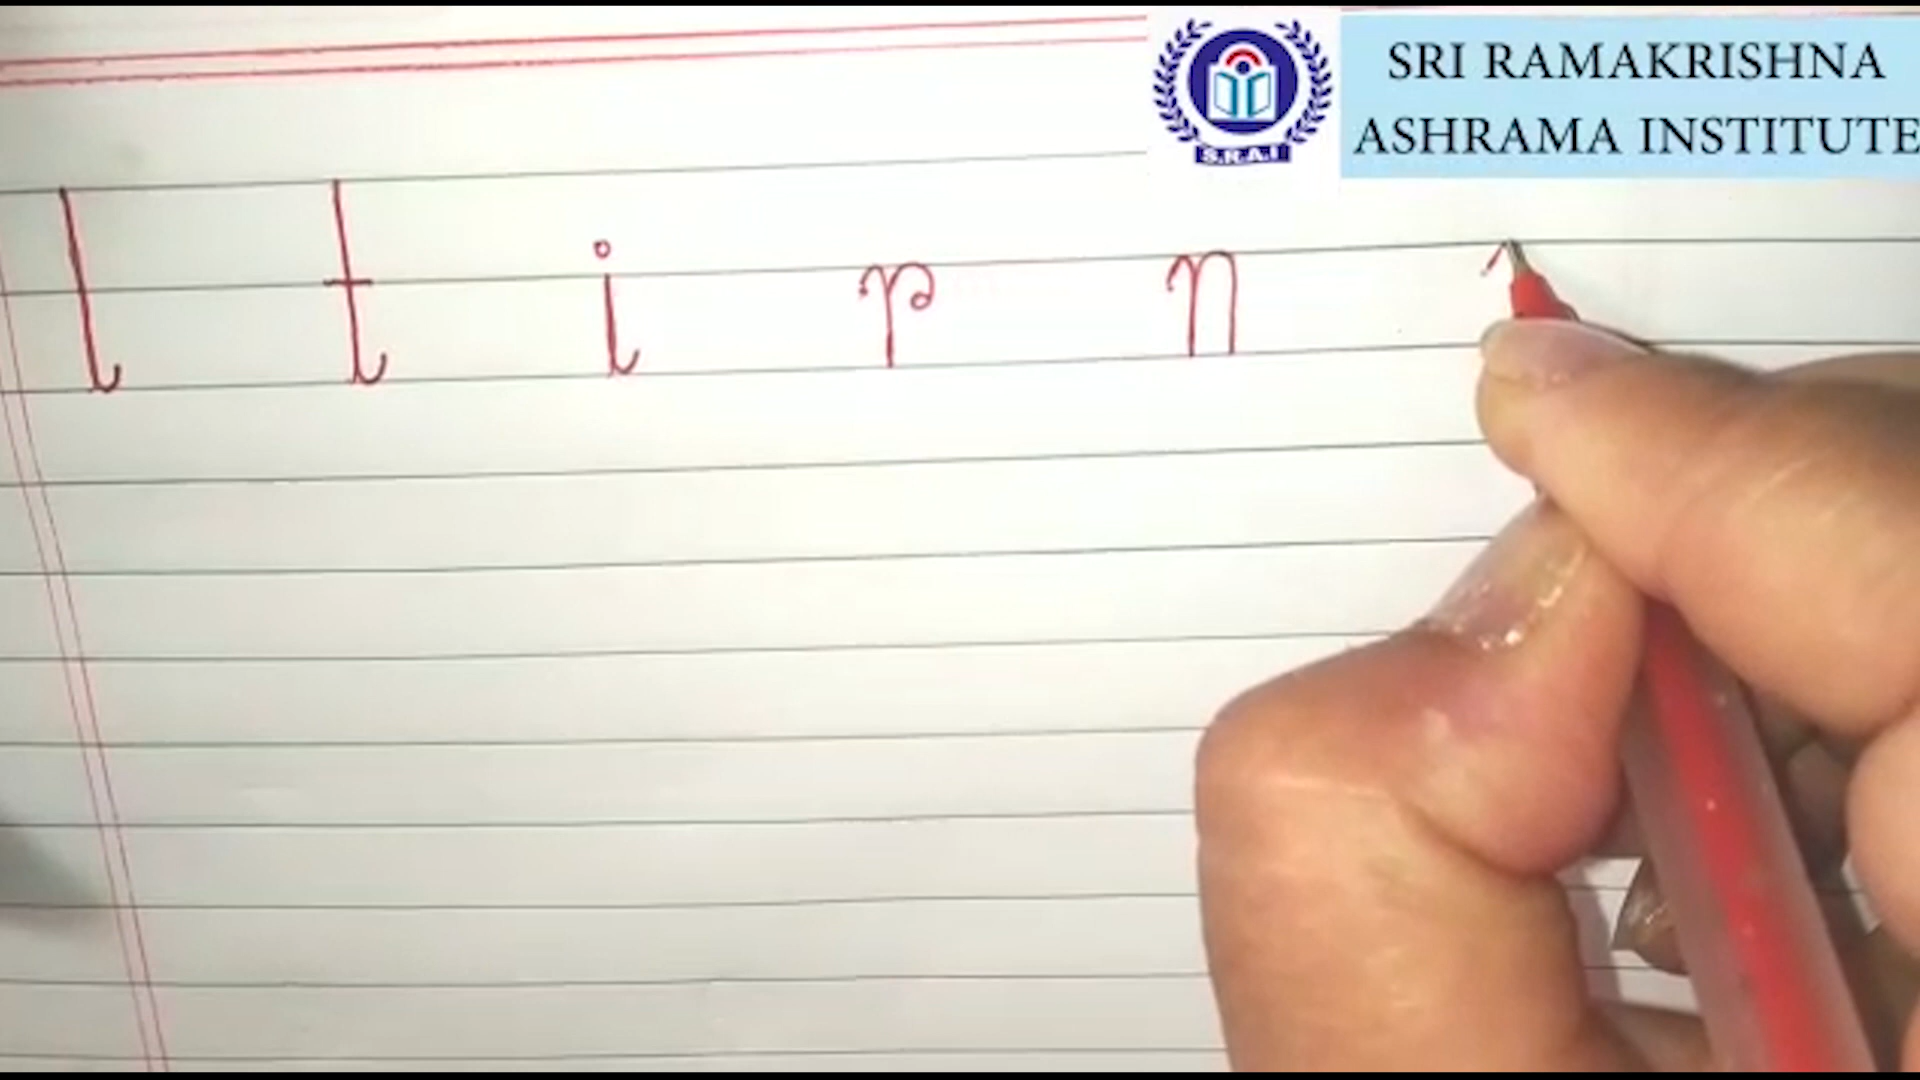 SRI RAMAKRISHNA
ASHRAMA INSTITUTE
S.R.A.I
l t i r n